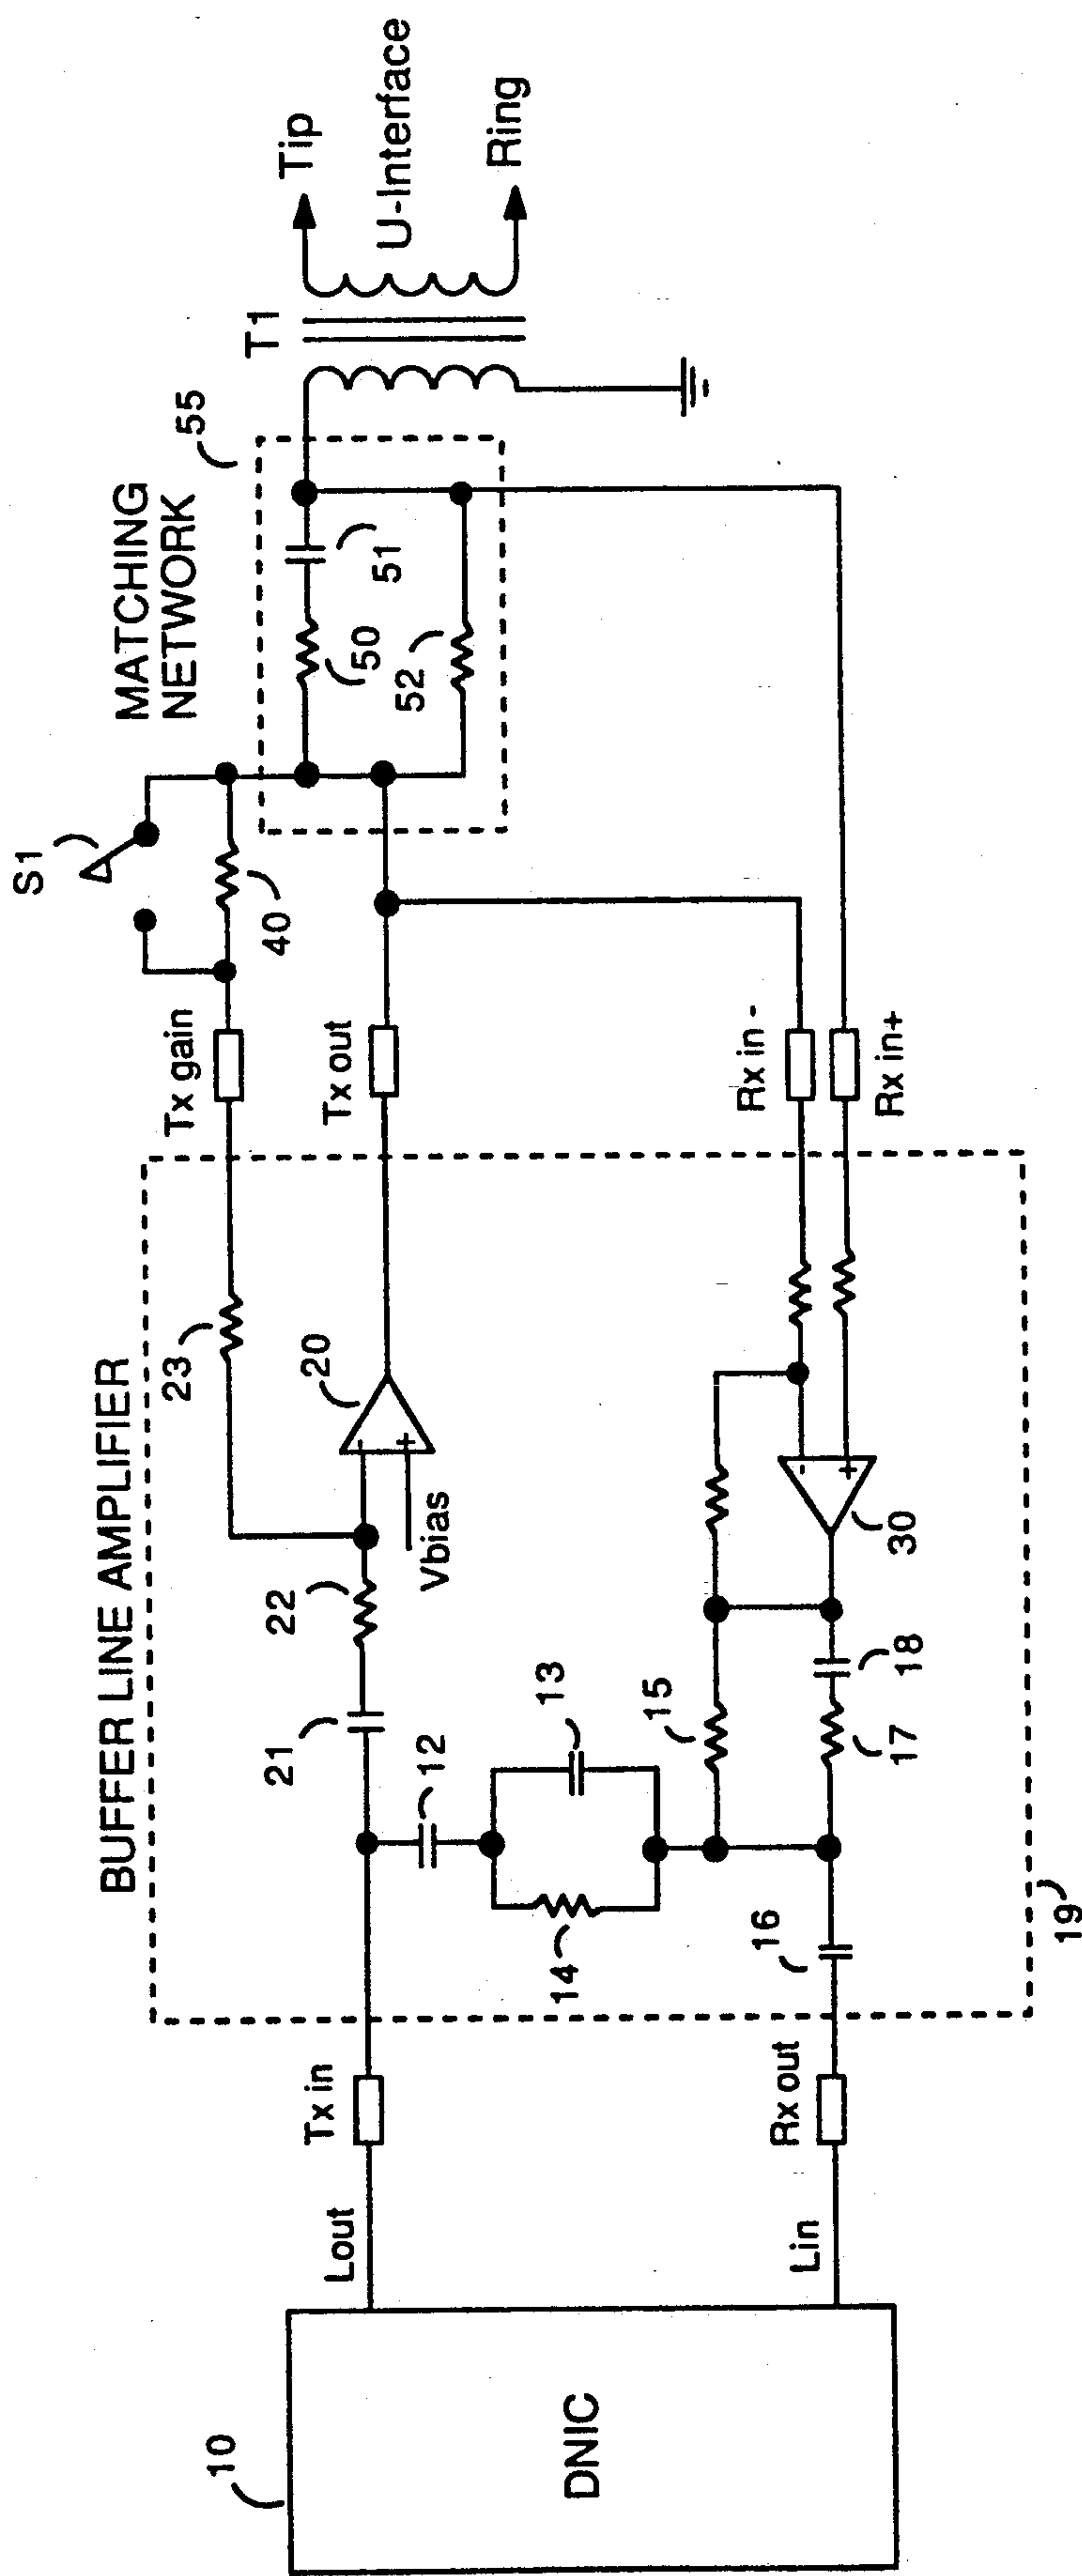 BUFFER LINE AMPLIFIER
MATCHING
NETWORK
S1
55
T1
Tip
U-Interface
Ring
Tx gain
40
50
51
52
Tx out
23
20
22
21
Vbias
12
13
14
15
16
17
18
30
Rx in -
Rx in+
19
Tx in
Lout
Rx out
Lin
10
DNIC